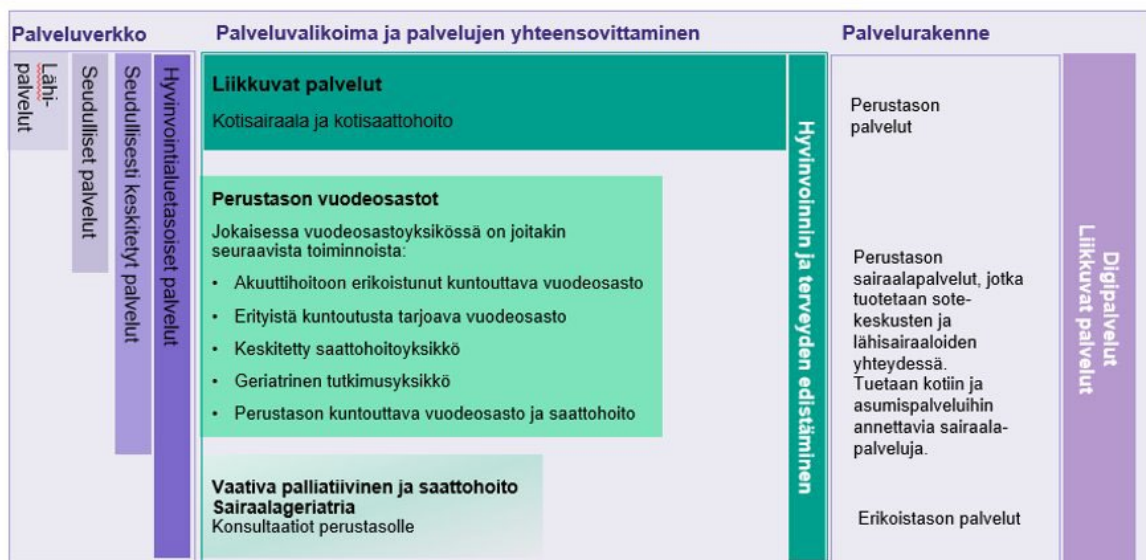 Palveluverkko
Palveluvalikoima ja palvelujen yhteensovittaminen
Palvelurakenne
Lähi-
palvelut
Seudulliset palvelut
Seudullisesti keskitetyt palvelut
Hyvinvointialuetasoiset palvelut
Liikkuvat palvelut
Kotisairaala ja kotisaattohoito
Perustason vuodeosastot
Jokaisessa vuodeosastoyksikössä on joitakin
seuraavista toiminnoista:
• Akuuttihoitoon erikoistunut kuntouttava vuodeosasto
• Erityistä kuntoutusta tarjoava vuodeosasto
• Keskitetty saattohoitoyksikkö
• Geriatrinen tutkimusyksikkö
• Perustason kuntouttava vuodeosasto ja saattohoito
Vaativa palliatiivinen ja saattohoito
Sairaalageriatria
Konsultaatiot perustasolle
Hyvinvoinnin ja terveyden edistäminen
Perustason
palvelut
Perustason
sairaalapalvelut, jotka
tuotetaan sote-
keskusten ja
lähisairaaloiden
yhteydessä.
Tuetaan kotiin ja
asumispalveluihin
annettavia sairaala-
palveluja.
Erikoistason palvelut
Digipalvelut
Liikkuvat palvelut